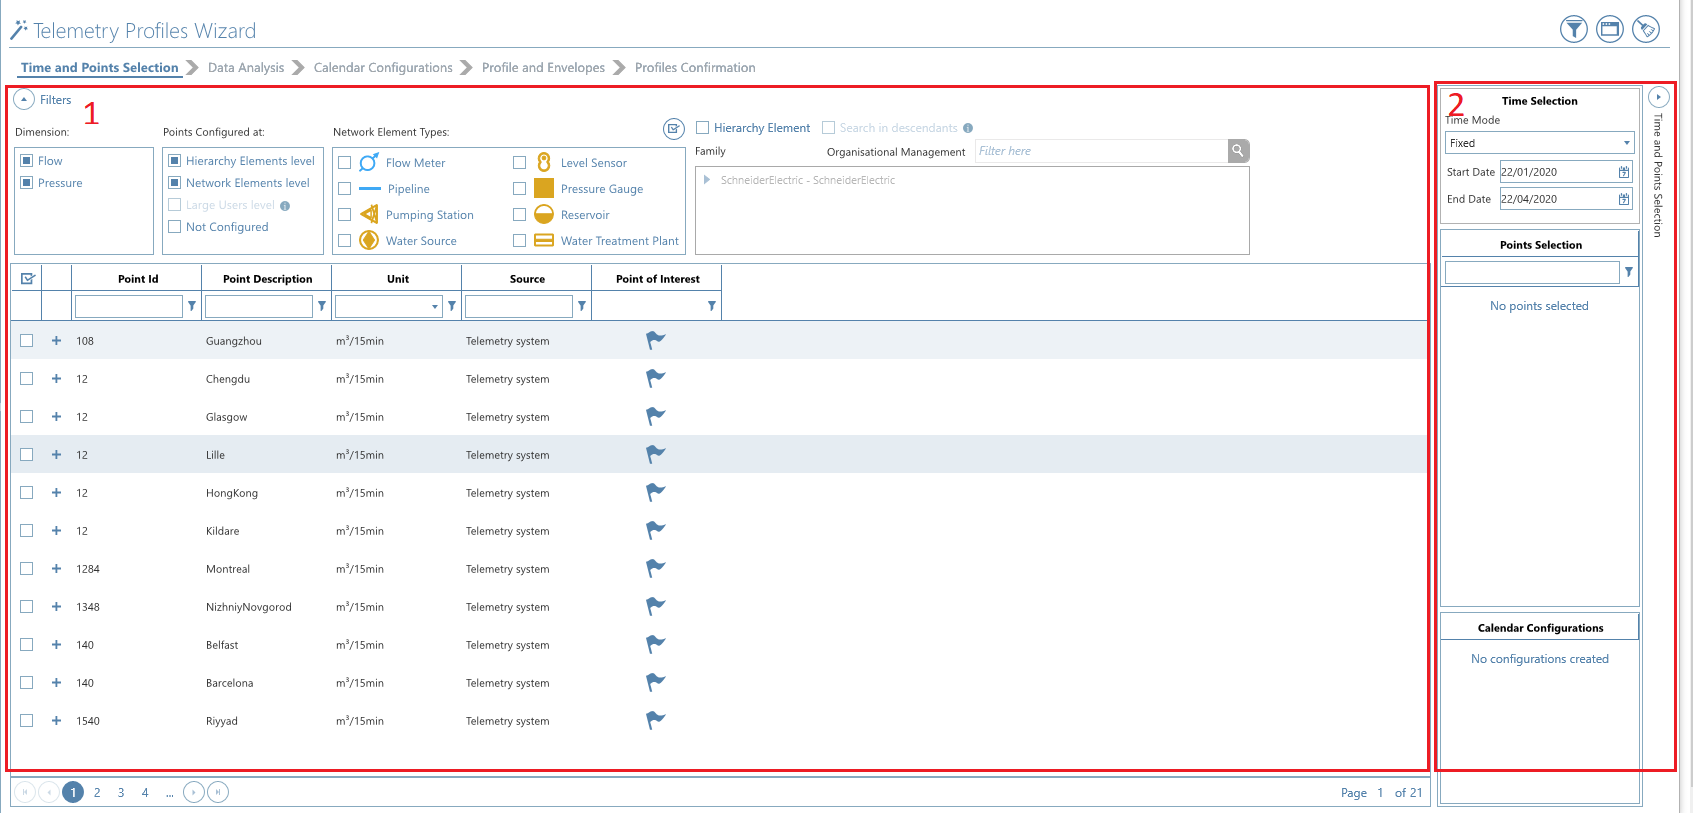 Telemetry Profiles Wizard
Time and Points Selection Data Analysis Calendar Configurations Profile and Envelopes Profiles Confirmation
Filters 1
Dimension:
Flow
Pressure
Points Configured at:
Hierarchy Elements level
Network Elements level
Large Users level
Not Configured
Network Element Types:
Flow Meter Level Sensor
Pipeline Pressure Gauge
Pumping Station Reservoir
Water Source Water Treatment Plant
Hierarchy Element Search in descendants
Family Organisational Management Filter here
SchneiderElectric - SchneiderElectric
Point Id Point Description Unit Source Point of Interest
108 Guangzhou m³/15min Telemetry system
12 Chengdu m³/15min Telemetry system
12 Glasgow m³/15min Telemetry system
12 Lille m³/15min Telemetry system
12 HongKong m³/15min Telemetry system
12 Kildare m³/15min Telemetry system
1284 Montreal m³/15min Telemetry system
1348 NizhniyNovgorod m³/15min Telemetry system
140 Belfast m³/15min Telemetry system
140 Barcelona m³/15min Telemetry system
1540 Riyyad m³/15min Telemetry system
1 2 3 4 ... Page 1 of 21
2
Time Selection
Time Mode
Fixed
Start Date 22/01/2020
End Date 22/04/2020
Points Selection
No points selected
Calendar Configurations
No configurations created
Time and Points Selection